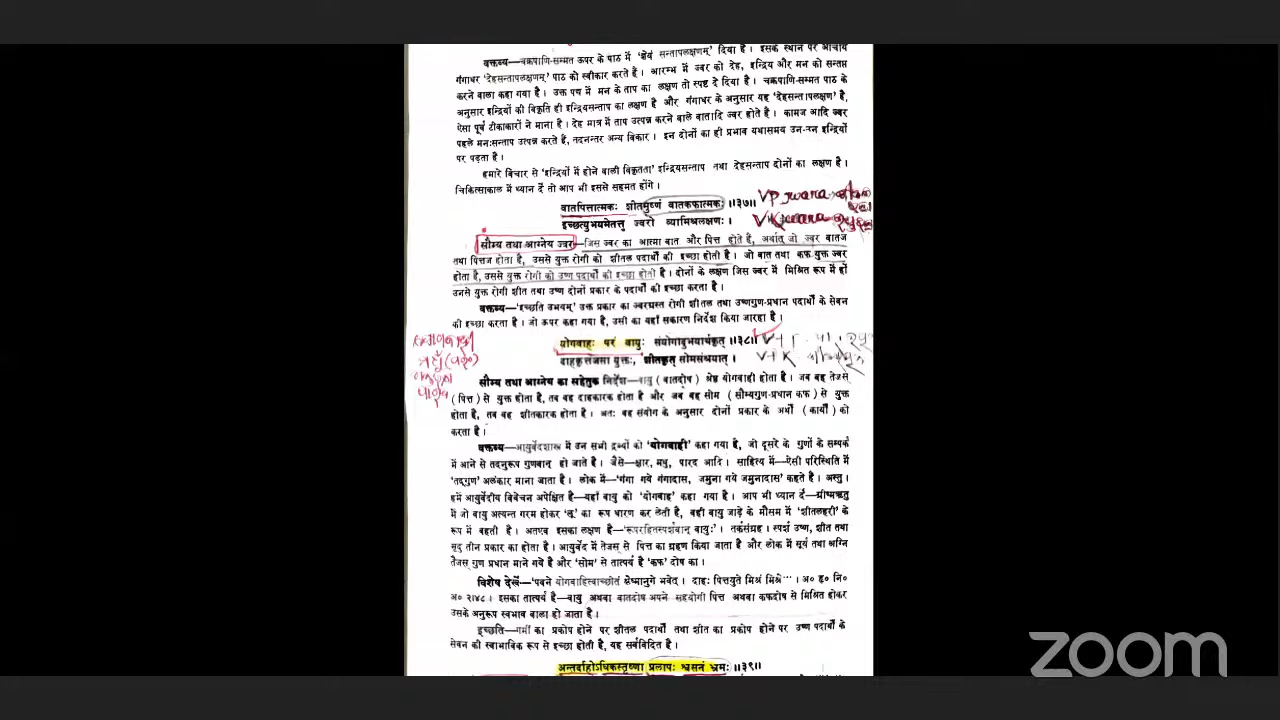 वक्तव्य—चक्रपाणि-सम्मत ऊपर के पाठ में 'द्वैवं सन्तापलक्षणम्' दिया है। इसके स्थान पर आचार्य
गंगाधर 'देहसन्तापलक्षणम्' पाठ को स्वीकार करते हैं। आरम्भ में ज्वर को देह, इन्द्रिय और मन को सन्तप्त
करने वाला कहा गया है। उक्त पद्य में मन के ताप का लक्षण तो स्पष्ट दे दिया है। चक्रपाणि-सम्मत पाठ के
अनुसार इन्द्रियों की विकृति ही इन्द्रियसन्ताप का लक्षण है और गंगाधर के अनुसार यह 'देहसन्तापलक्षण' है,
ऐसा पूर्व टीकाकारों ने माना है। देह मात्र में ताप उत्पन्न करने वाले वातादि ज्वर होते हैं। कामज आदि ज्वर
पहले मनःसन्ताप उत्पन्न करते हैं, तदनन्तर अन्य विकार। इन दोनों का ही प्रभाव यथासमय उन-उन इन्द्रियों
पर पड़ता है।
हमारे विचार से 'इन्द्रियों में होने वाली विकृतता' इन्द्रियसन्ताप तथा देहसन्ताप दोनों का लक्षण है।
चिकित्साकाल में ध्यान दें तो आप भी इससे सहमत होंगे।
वातपित्तात्मकः शीतमुष्णं वातकफात्मकः ॥३७॥ VP Jwara
इच्छत्युभयमेतत्तु ज्वरो व्यामिश्रलक्षणः। VK Jwara
सौम्य तथा आग्नेय ज्वर—जिस ज्वर का आत्मा वात और पित्त होते हैं, अर्थात् जो ज्वर वातज
तथा पित्तज होता है, उससे युक्त रोगी को शीतल पदार्थों की इच्छा होती है। जो वात तथा कफ युक्त ज्वर
होता है, उससे युक्त रोगी को उष्ण पदार्थों की इच्छा होती है। दोनों के लक्षण जिस ज्वर में मिश्रित रूप में हों
उनसे युक्त रोगी शीत तथा उष्ण दोनों प्रकार के पदार्थों की इच्छा करता है।
वक्तव्य—'इच्छति उभयम्' उक्त प्रकार का ज्वरग्रस्त रोगी शीतल तथा उष्णगुण-प्रधान पदार्थों के सेवन
की इच्छा करता है। जो ऊपर कहा गया है, उसी का यहाँ सकारण निर्देश किया जारहा है।
योगवाहः परं वायुः संयोगादुभयार्थकृत् ॥३८॥
दाहकृत्तेजसा युक्तः, शीतकृत् सोमसंश्रयात्।
सौम्य तथा आग्नेय का सहेतुक निर्देश—वायु (वातदोष) श्रेष्ठ योगवाही होता है। जब वह तेजस्
(पित्त) से युक्त होता है, तब वह दाहकारक होता है और जब वह सोम (सौम्यगुण-प्रधान कफ) से युक्त
होता है, तब वह शीतकारक होता है। अतः वह संयोग के अनुसार दोनों प्रकार के अर्थों (कार्यों) को
करता है।
वक्तव्य—आयुर्वेदशास्त्र में उन सभी द्रव्यों को 'योगवाही' कहा गया है, जो दूसरे के गुणों के सम्पर्क
में आने से तदनुरूप गुणवान् हो जाते हैं। जैसे—क्षार, मधु, पारद आदि। साहित्य में—ऐसी परिस्थिति में
'तद्गुण' अलंकार माना जाता है। लोक में—'गंगा गये गंगादास, जमुना गये जमुनादास' कहते हैं। अस्तु।
हमें आयुर्वेदीय विवेचन अपेक्षित है—यहाँ वायु को 'योगवाह' कहा गया है। आप भी ध्यान दें—ग्रीष्मऋतु
में जो वायु अत्यन्त गरम होकर 'लू' का रूप धारण कर लेती है, वही वायु जाड़े के मौसम में 'शीतलहरी' के
रूप में बहती है। अतएव इसका लक्षण है—'रूपरहितस्पर्शवान् वायुः'। तर्कसंग्रह। स्पर्श उष्ण, शीत तथा
मृदु तीन प्रकार का होता है। आयुर्वेद में तेजस् से पित्त का ग्रहण किया जाता है और लोक में सूर्य तथा अग्नि
तैजस् गुण प्रधान माने गये हैं और 'सोम' से तात्पर्य है 'कफ' दोष का।
विशेष देखें—'पवने योगवाहित्वाच्छीतं श्लेष्मानुगे भवेत्। दाहः पित्तयुते मिश्रं मिश्रे…। अ० हृ० नि०
अ० २।४८। इसका तात्पर्य है—वायु अथवा वातदोष अपने सहयोगी पित्त अथवा कफदोष से मिश्रित होकर
उसके अनुरूप स्वभाव वाला हो जाता है।
इच्छति—गर्मी का प्रकोप होने पर शीतल पदार्थों तथा शीत का प्रकोप होने पर उष्ण पदार्थों के
सेवन की स्वाभाविक रूप से इच्छा होती है, यह सर्वविदित है।
अन्तर्दाहोऽधिकस्तृष्णा प्रलापः श्वसनं भ्रमः ॥३९॥
zoom